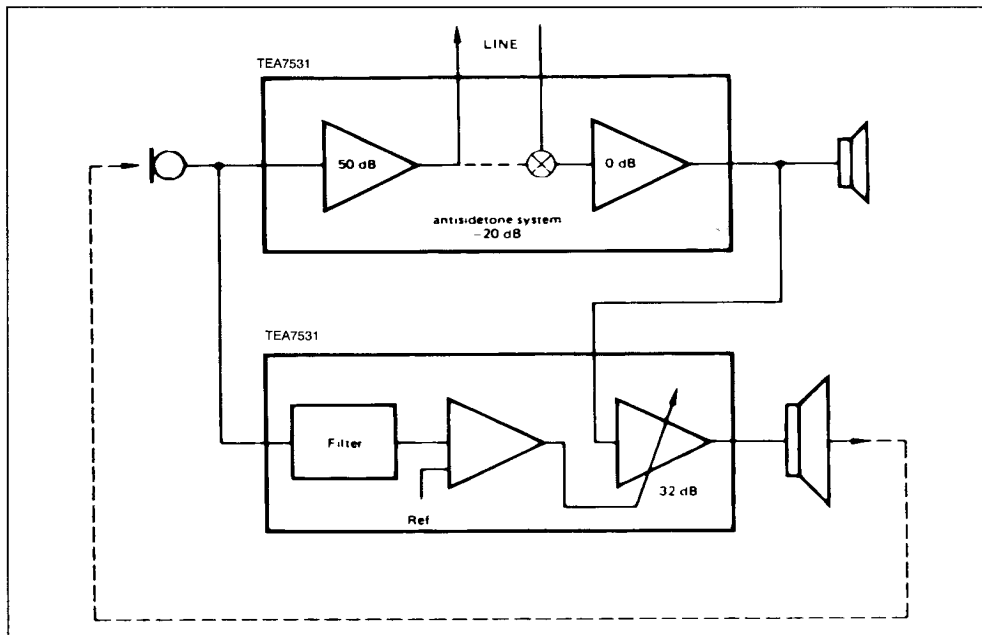 LINE
TEA7531
50 dB
0 dB
antisidetone system
-20 dB
TEA7531
Filter
Ref
32 dB